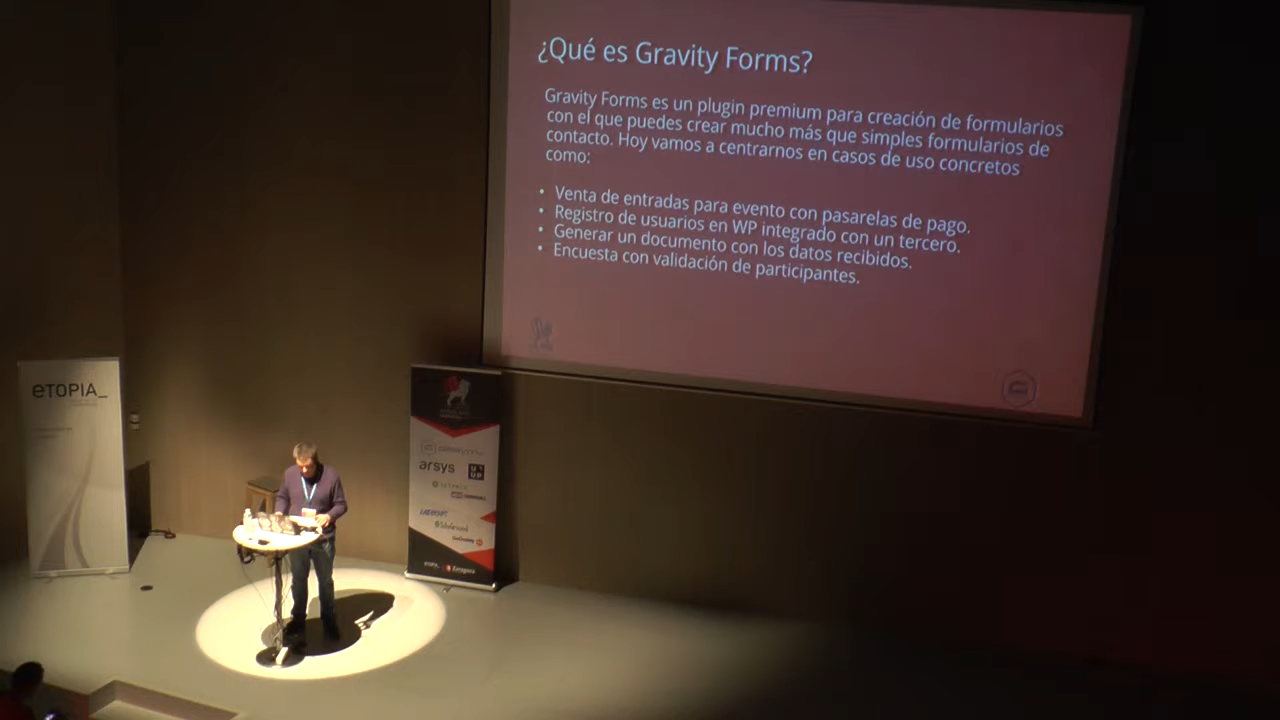 ¿Qué es Gravity Forms?
Gravity Forms es un plugin premium para creación de formularios
con el que puedes crear mucho más que simples formularios de
contacto. Hoy vamos a centrarnos en casos de uso concretos
como:
• Venta de entradas para evento con pasarelas de pago.
• Registro de usuarios en WP integrado con un tercero.
• Generar un documento con los datos recibidos.
• Encuesta con validación de participantes.
eTOPIA_
arsys
Zaragoza